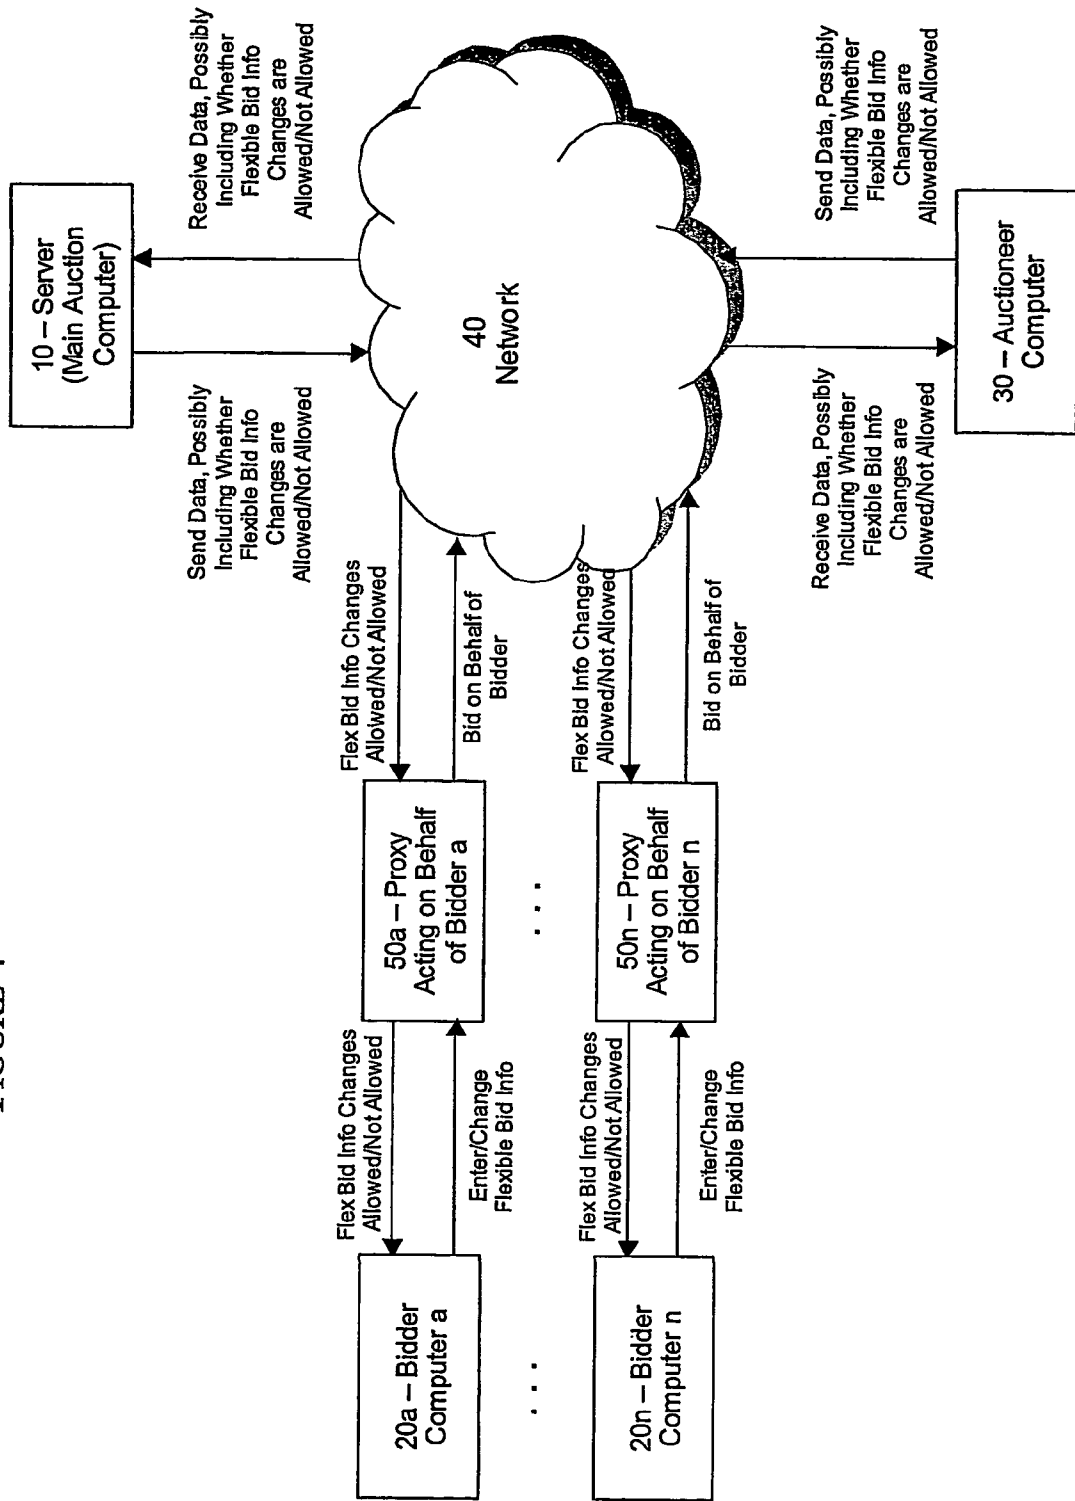 FIGURE
10 – Server
(Main Auction
Computer)
Send Data, Possibly
Including Whether
Flexible Bid Info
Changes are
Allowed/Not Allowed
Receive Data, Possibly
Including Whether
Flexible Bid Info
Changes are
Allowed/Not Allowed
20a – Bidder
Computer a
Flex Bid Info Changes
Allowed/Not Allowed
Enter/Change
Flexible Bid Info
50a – Proxy
Acting on Behalf
of Bidder a
Flex Bid Info Changes
Allowed/Not Allowed
Bid on Behalf of
Bidder
40
Network
. . .
. . .
20n – Bidder
Computer n
Flex Bid Info Changes
Allowed/Not Allowed
Enter/Change
Flexible Bid Info
50n – Proxy
Acting on Behalf
of Bidder n
Flex Bid Info Changes
Allowed/Not Allowed
Bid on Behalf of
Bidder
Receive Data, Possibly
Including Whether
Flexible Bid Info
Changes are
Allowed/Not Allowed
Send Data, Possibly
Including Whether
Flexible Bid Info
Changes are
Allowed/Not Allowed
30 – Auctioneer
Computer